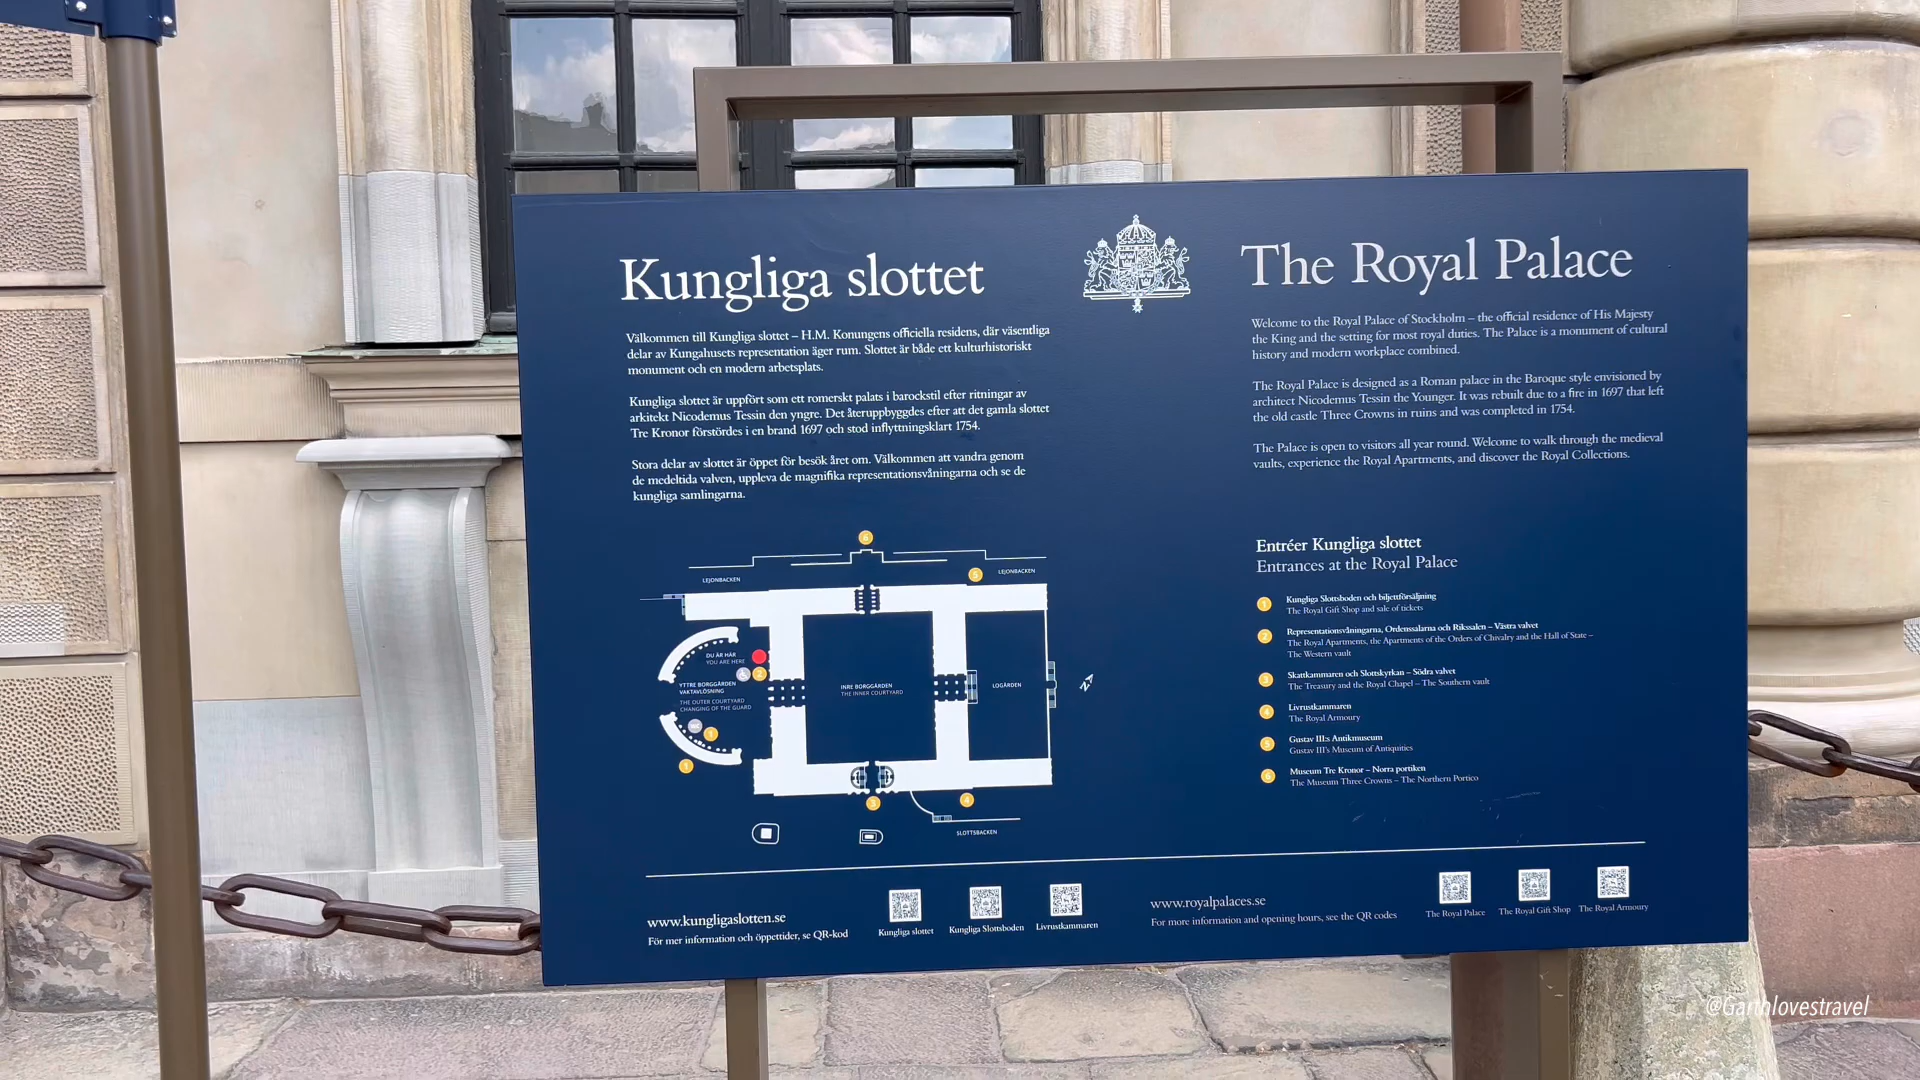 Kungliga slottet
Välkommen till Kungliga slottet – H.M. Konungens officiella residens, där väsentliga
delar av Kungahusets representation äger rum. Slottet är både ett kulturhistoriskt
monument och en modern arbetsplats.
Kungliga slottet är uppfört som ett romerskt palats i barockstil efter ritningar av
arkitekt Nicodemus Tessin den yngre. Det återuppbyggdes efter att det gamla slottet
Tre Kronor förstördes i en brand 1697 och stod inflyttningsklart 1754.
Stora delar av slottet är öppet för besök året om. Välkommen att vandra genom
de medeltida valven, uppleva de magnifika representationsvåningarna och se de
kungliga samlingarna.
The Royal Palace
Welcome to the Royal Palace of Stockholm – the official residence of His Majesty
the King and the setting for most royal duties. The Palace is a monument of cultural
history and modern workplace combined.
The Royal Palace is designed as a Roman palace in the Baroque style envisioned by
architect Nicodemus Tessin the Younger. It was rebuilt due to a fire in 1697 that left
the old castle Three Crowns in ruins and was completed in 1754.
The Palace is open to visitors all year round. Welcome to walk through the medieval
vaults, experience the Royal Apartments, and discover the Royal Collections.
6
LEJONBACKEN
5
LEJONBACKEN
DU ÄR HÄR
YOU ARE HERE
2
YTTRE BORGGÅRDEN
VAKTAVLÖSNING
THE OUTER COURTYARD
CHANGING OF THE GUARD
WC
1
1
INRE BORGGÅRDEN
THE INNER COURTYARD
LOGÅRDEN
N
3
4
SLOTTSBACKEN
Entréer Kungliga slottet
Entrances at the Royal Palace
1 Kungliga Slottsboden och biljettförsäljning
The Royal Gift Shop and sale of tickets
2 Representationsvåningarna, Ordenssalarna och Rikssalen – Västra valvet
The Royal Apartments, the Apartments of the Orders of Chivalry and the Hall of State –
The Western vault
3 Skattkammaren och Slottskyrkan – Södra valvet
The Treasury and the Royal Chapel – The Southern vault
4 Livrustkammaren
The Royal Armoury
5 Gustav III:s Antikmuseum
Gustav III's Museum of Antiquities
6 Museum Tre Kronor – Norra portiken
The Museum Three Crowns – The Northern Portico
www.kungligaslotten.se
För mer information och öppettider, se QR-kod
Kungliga slottet
Kungliga Slottsboden
Livrustkammaren
www.royalpalaces.se
For more information and opening hours, see the QR codes
The Royal Palace
The Royal Gift Shop
The Royal Armoury
@Garthlovestravel